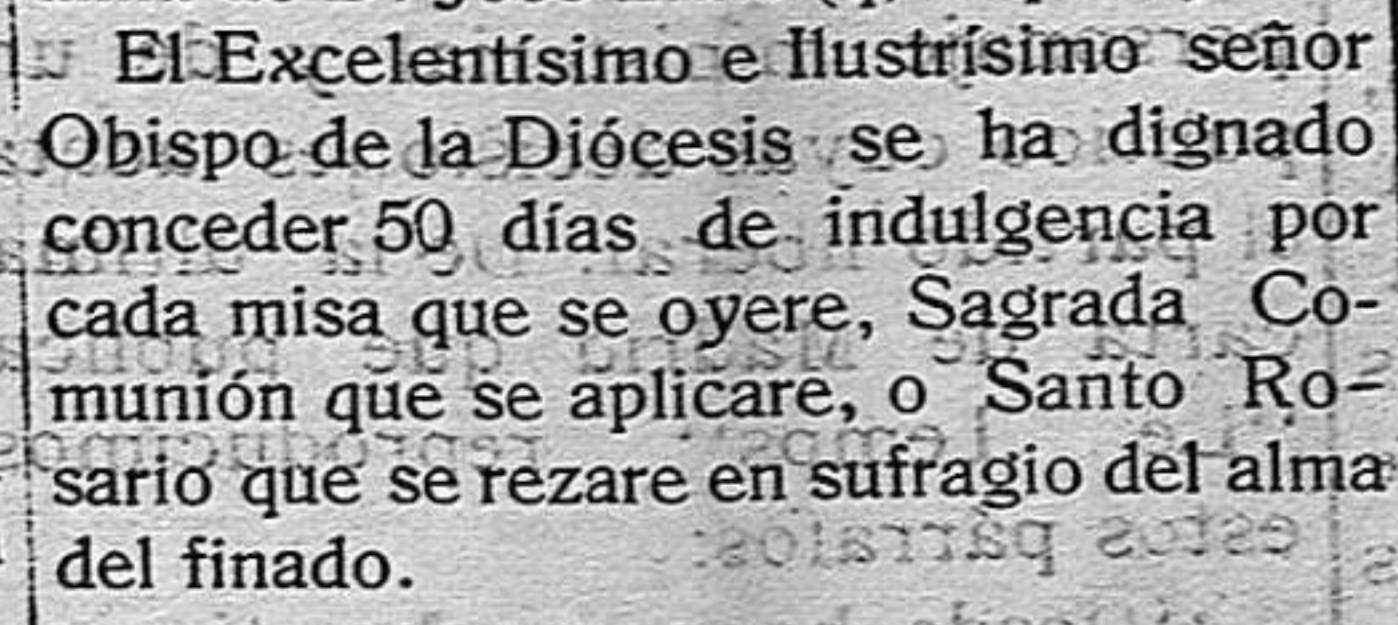 El Excelentísimo e Ilustrísimo señor
Obispo de la Diócesis se ha dignado
conceder 50 días de indulgencia por
cada misa que se oyere, Sagrada Co-
munión que se aplicare, o Santo Ro-
sario que se rezare en sufragio del alma
del finado.